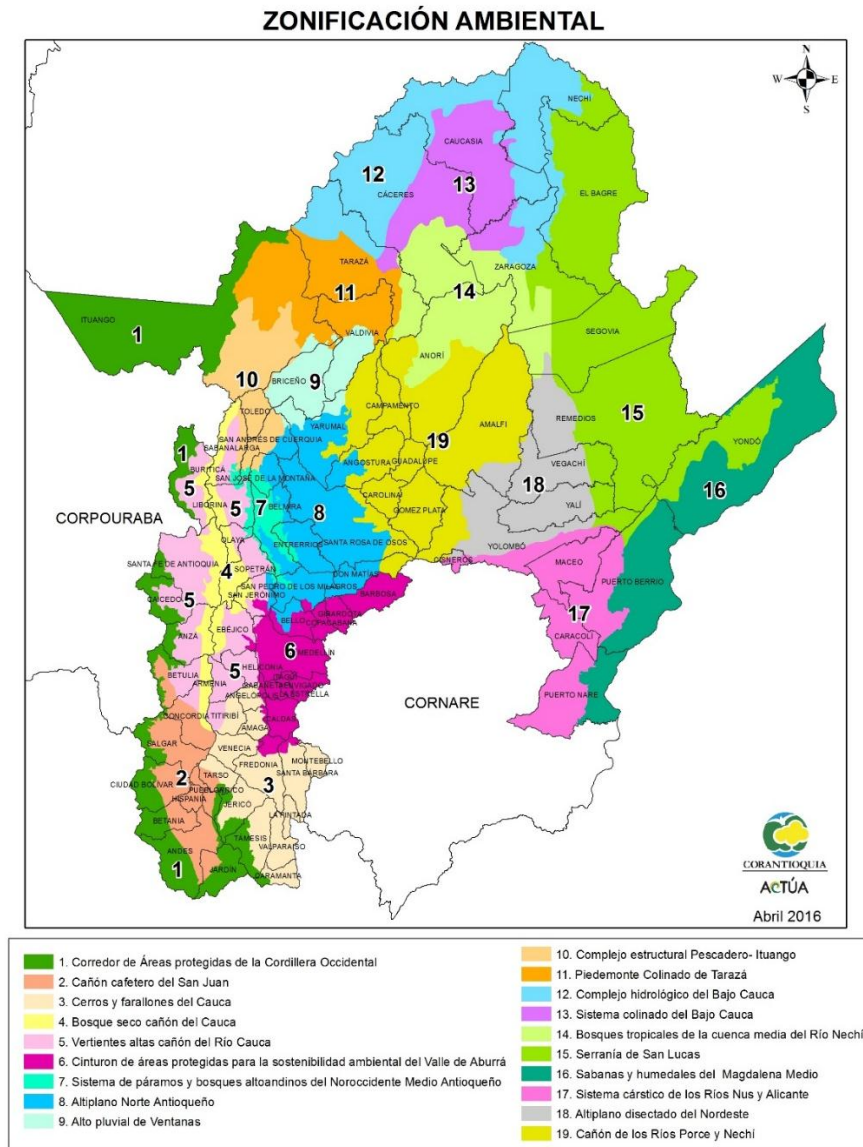 ZONIFICACIÓN AMBIENTAL
N
W E
S
NECHÍ
CAUCASIA
12
13
CÁCERES
EL BAGRE
TARAZÁ
ZARAGOZA
11
14
ITUANGO
1
VALDIVIA
SEGOVIA
ANORÍ
BRICEÑO
9
10
CAMPAMENTO
TOLEDO
YARUMAL
AMALFI
REMEDIOS
15
SAN ANDRES DE CUERQUIA
SABANALARGA
19
YONDÓ
1
ANGOSTURA
GUADALUPE
VEGACHÍ
BURITICÁ
SAN JOSÉ DE LA MONTAÑA
5
18
16
CAROLINA
YALÍ
LIBORINA
5
7
BELMIRA
8
GOMEZ PLATA
CORPOURABA
OLAYA
ENTRERRIOS
SANTA ROSA DE OSOS
YOLOMBÓ
CISNEROS
MACEO
SANTA FE DE ANTIOQUIA
4
SOPETRÁN
DON MATÍAS
PUERTO BERRIO
CAICEDO
5
SAN PEDRO DE LOS MILAGROS
SAN JERÓNIMO
BARBOSA
17
GIRARDOTA
BELLO
COPACABANA
ANZÁ
EBÉJICO
CARACOLÍ
6
MEDELLÍN
HELICONIA
BETULIA
5
ITAGUI
ARMENIA
SABANETA
ENVIGADO
ANGELOPOLIS
LA ESTRELLA
PUERTO NARE
CORNARE
CONCORDIA
TITIRIBÍ
CALDAS
AMAGÁ
SALGAR
VENECIA
FREDONIA
MONTEBELLO
CIUDAD BOLIVAR
2
TARSO
SANTA BARBARA
PUEBLORRICO
3
HISPANIA
JERICÓ
BETANIA
LA PINTADA
TÁMESIS
ANDES
VALPARAISO
1
JARDÍN
CARAMANTA
CORANTIOQUIA
ACTÚA
Abril 2016
1. Corredor de Áreas protegidas de la Cordillera Occidental
2. Cañón cafetero del San Juan
3. Cerros y farallones del Cauca
4. Bosque seco cañón del Cauca
5. Vertientes altas cañón del Río Cauca
6. Cinturon de áreas protegidas para la sostenibilidad ambiental del Valle de Aburrá
7. Sistema de páramos y bosques altoandinos del Noroccidente Medio Antioqueño
8. Altiplano Norte Antioqueño
9. Alto pluvial de Ventanas
10. Complejo estructural Pescadero- Ituango
11. Piedemonte Colinado de Tarazá
12. Complejo hidrológico del Bajo Cauca
13. Sistema colinado del Bajo Cauca
14. Bosques tropicales de la cuenca media del Río Nechí
15. Serranía de San Lucas
16. Sabanas y humedales del Magdalena Medio
17. Sistema cárstico de los Ríos Nus y Alicante
18. Altiplano disectado del Nordeste
19. Cañón de los Ríos Porce y Nechí